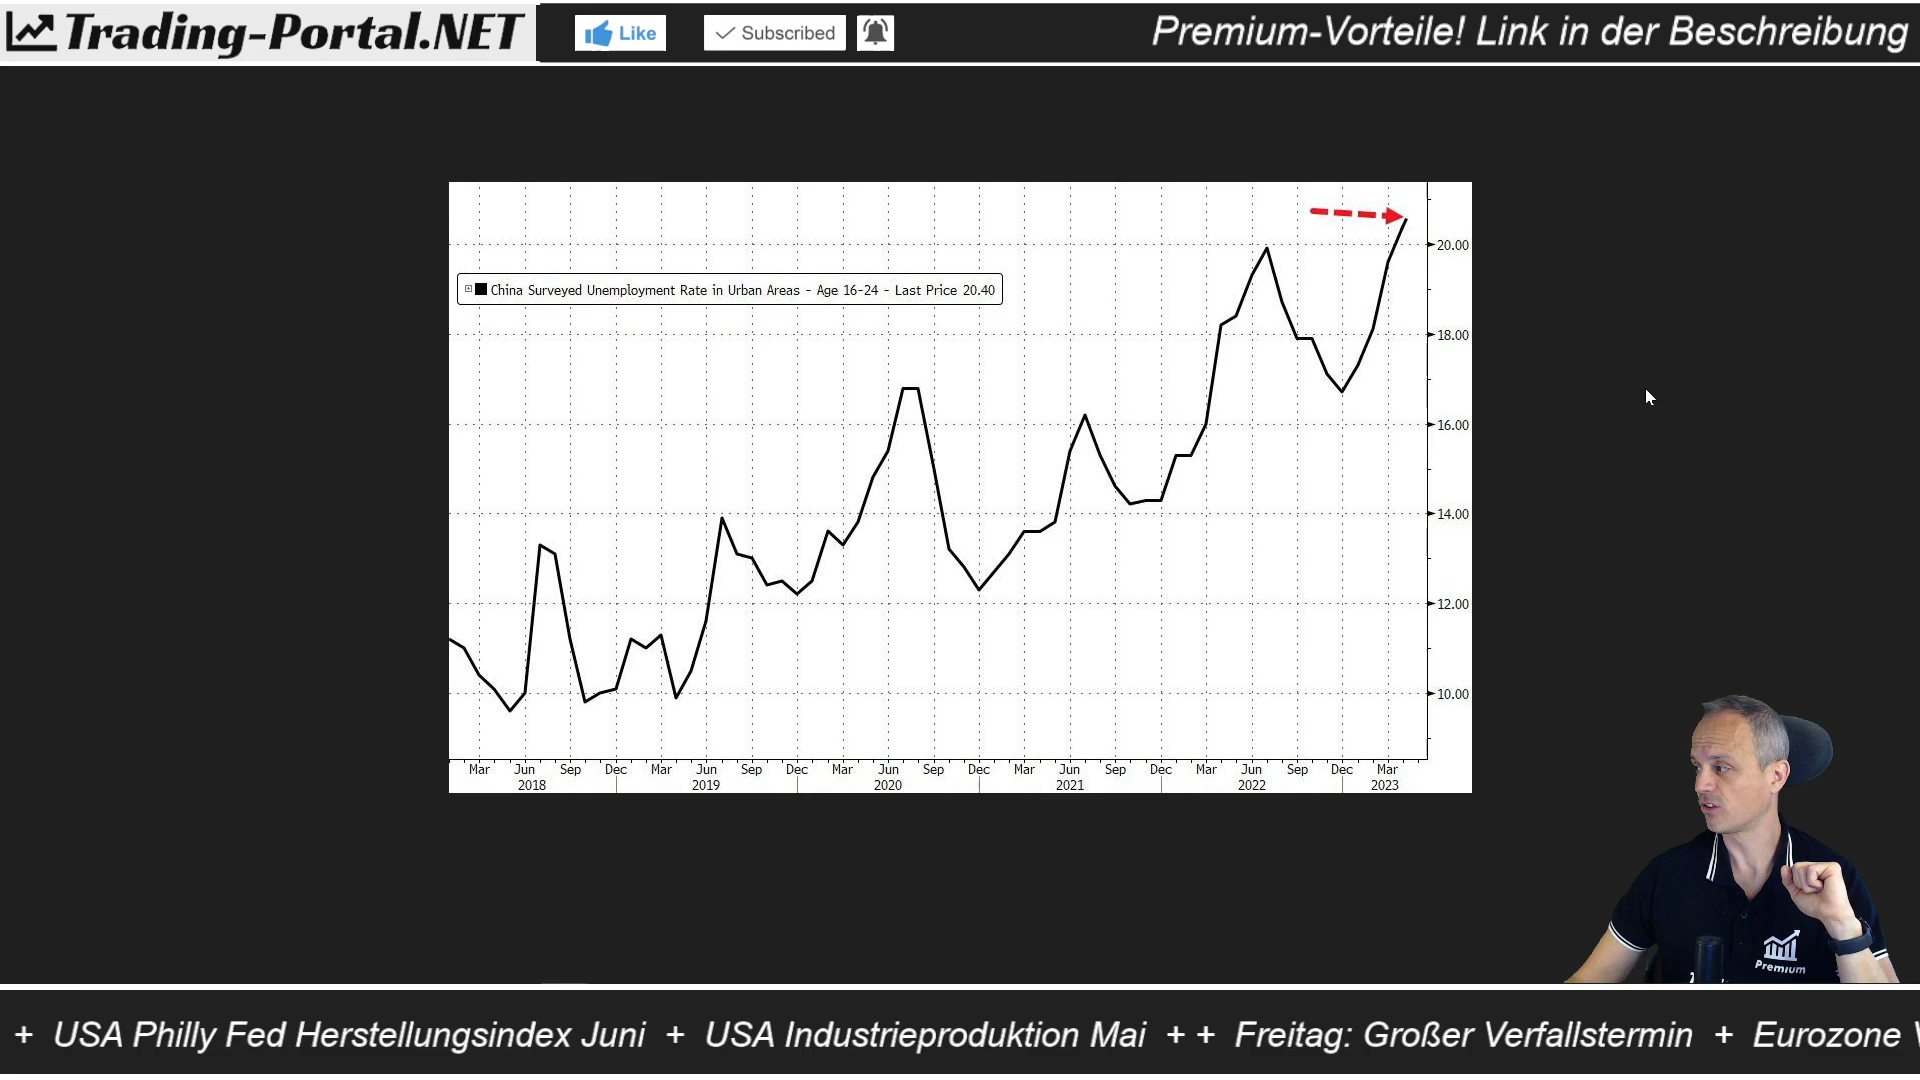 Trading-Portal.NET
Like
Subscribed
Premium-Vorteile! Link in der Beschreibung
20.00
China Surveyed Unemployment Rate in Urban Areas - Age 16-24 - Last Price 20.40
18.00
16.00
14.00
12.00
10.00
Mar Jun Sep Dec Mar Jun Sep Dec Mar Jun Sep Dec Mar Jun Sep Dec Mar Jun Sep Dec Mar
2018 2019 2020 2021 2022 2023
Premium
+ USA Philly Fed Herstellungsindex Juni + USA Industrieproduktion Mai + + Freitag: Großer Verfallstermin + Eurozone